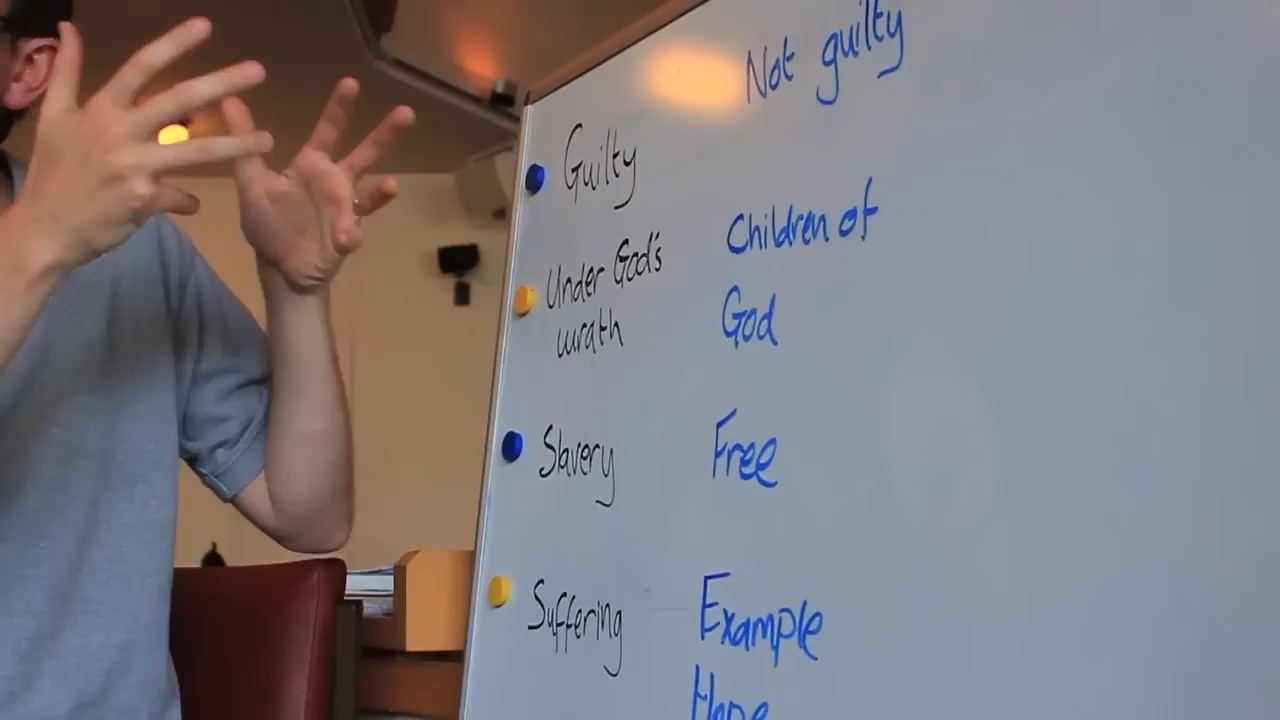 Not guilty
Guilty
Children of
God
Under God's
wrath
Slavery
Free
Suffering
Example
Hope